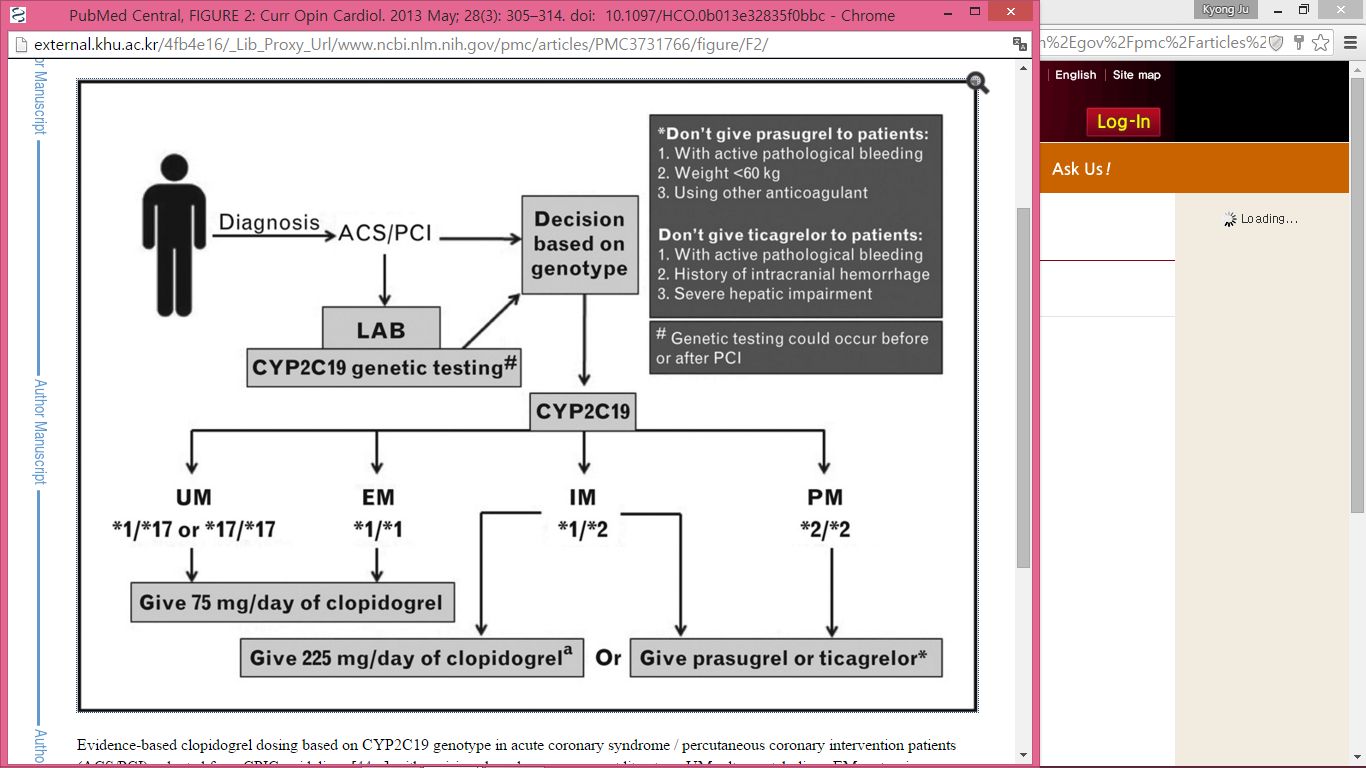 PubMed Central, FIGURE 2: Curr Opin Cardiol. 2013 May; 28(3): 305–314. doi: 10.1097/HCO.0b013e32835f0bbc - Chrome
Kyong Ju
external.khu.ac.kr/4fb4e16/_Lib_Proxy_Url/www.ncbi.nlm.nih.gov/pmc/articles/PMC3731766/figure/F2/
n%2Egov%2Fpmc%2Farticles%2
English | Site map
Log-In
Ask Us!
Loading...
or Manuscript
Author Manuscript
Autho
*Don't give prasugrel to patients:
1. With active pathological bleeding
2. Weight <60 kg
3. Using other anticoagulant
Don't give ticagrelor to patients:
1. With active pathological bleeding
2. History of intracranial hemorrhage
3. Severe hepatic impairment
# Genetic testing could occur before
or after PCI
Diagnosis
ACS/PCI
Decision
based on
genotype
LAB
CYP2C19 genetic testing#
CYP2C19
UM EM IM PM
*1/*17 or *17/*17 *1/*1 *1/*2 *2/*2
Give 75 mg/day of clopidogrel
Give 225 mg/day of clopidogrelᵃ Or Give prasugrel or ticagrelor*
Evidence-based clopidogrel dosing based on CYP2C19 genotype in acute coronary syndrome / percutaneous coronary intervention patients